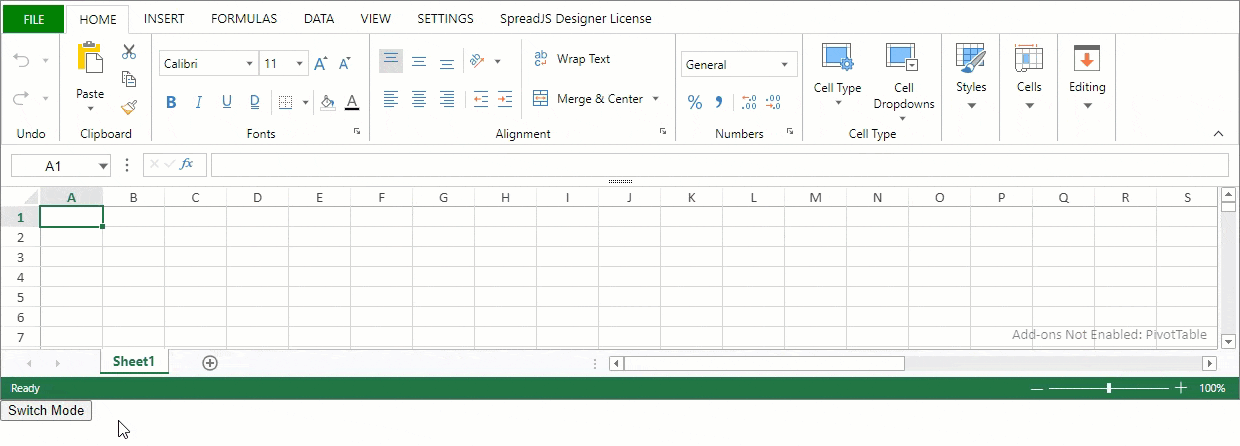 FILE HOME INSERT FORMULAS DATA VIEW SETTINGS SpreadJS Designer License
Calibri 11 ab Wrap Text General
Paste B I U D A Merge & Center % Cell Type Cell Dropdowns Styles Cells Editing
Undo Clipboard Fonts Alignment Numbers Cell Type
A1 fx
A B C D E F G H I J K L M N O P Q R S
1
2
3
4
5
6
7 Add-ons Not Enabled: PivotTable
Sheet1
Ready 100%
Switch Mode